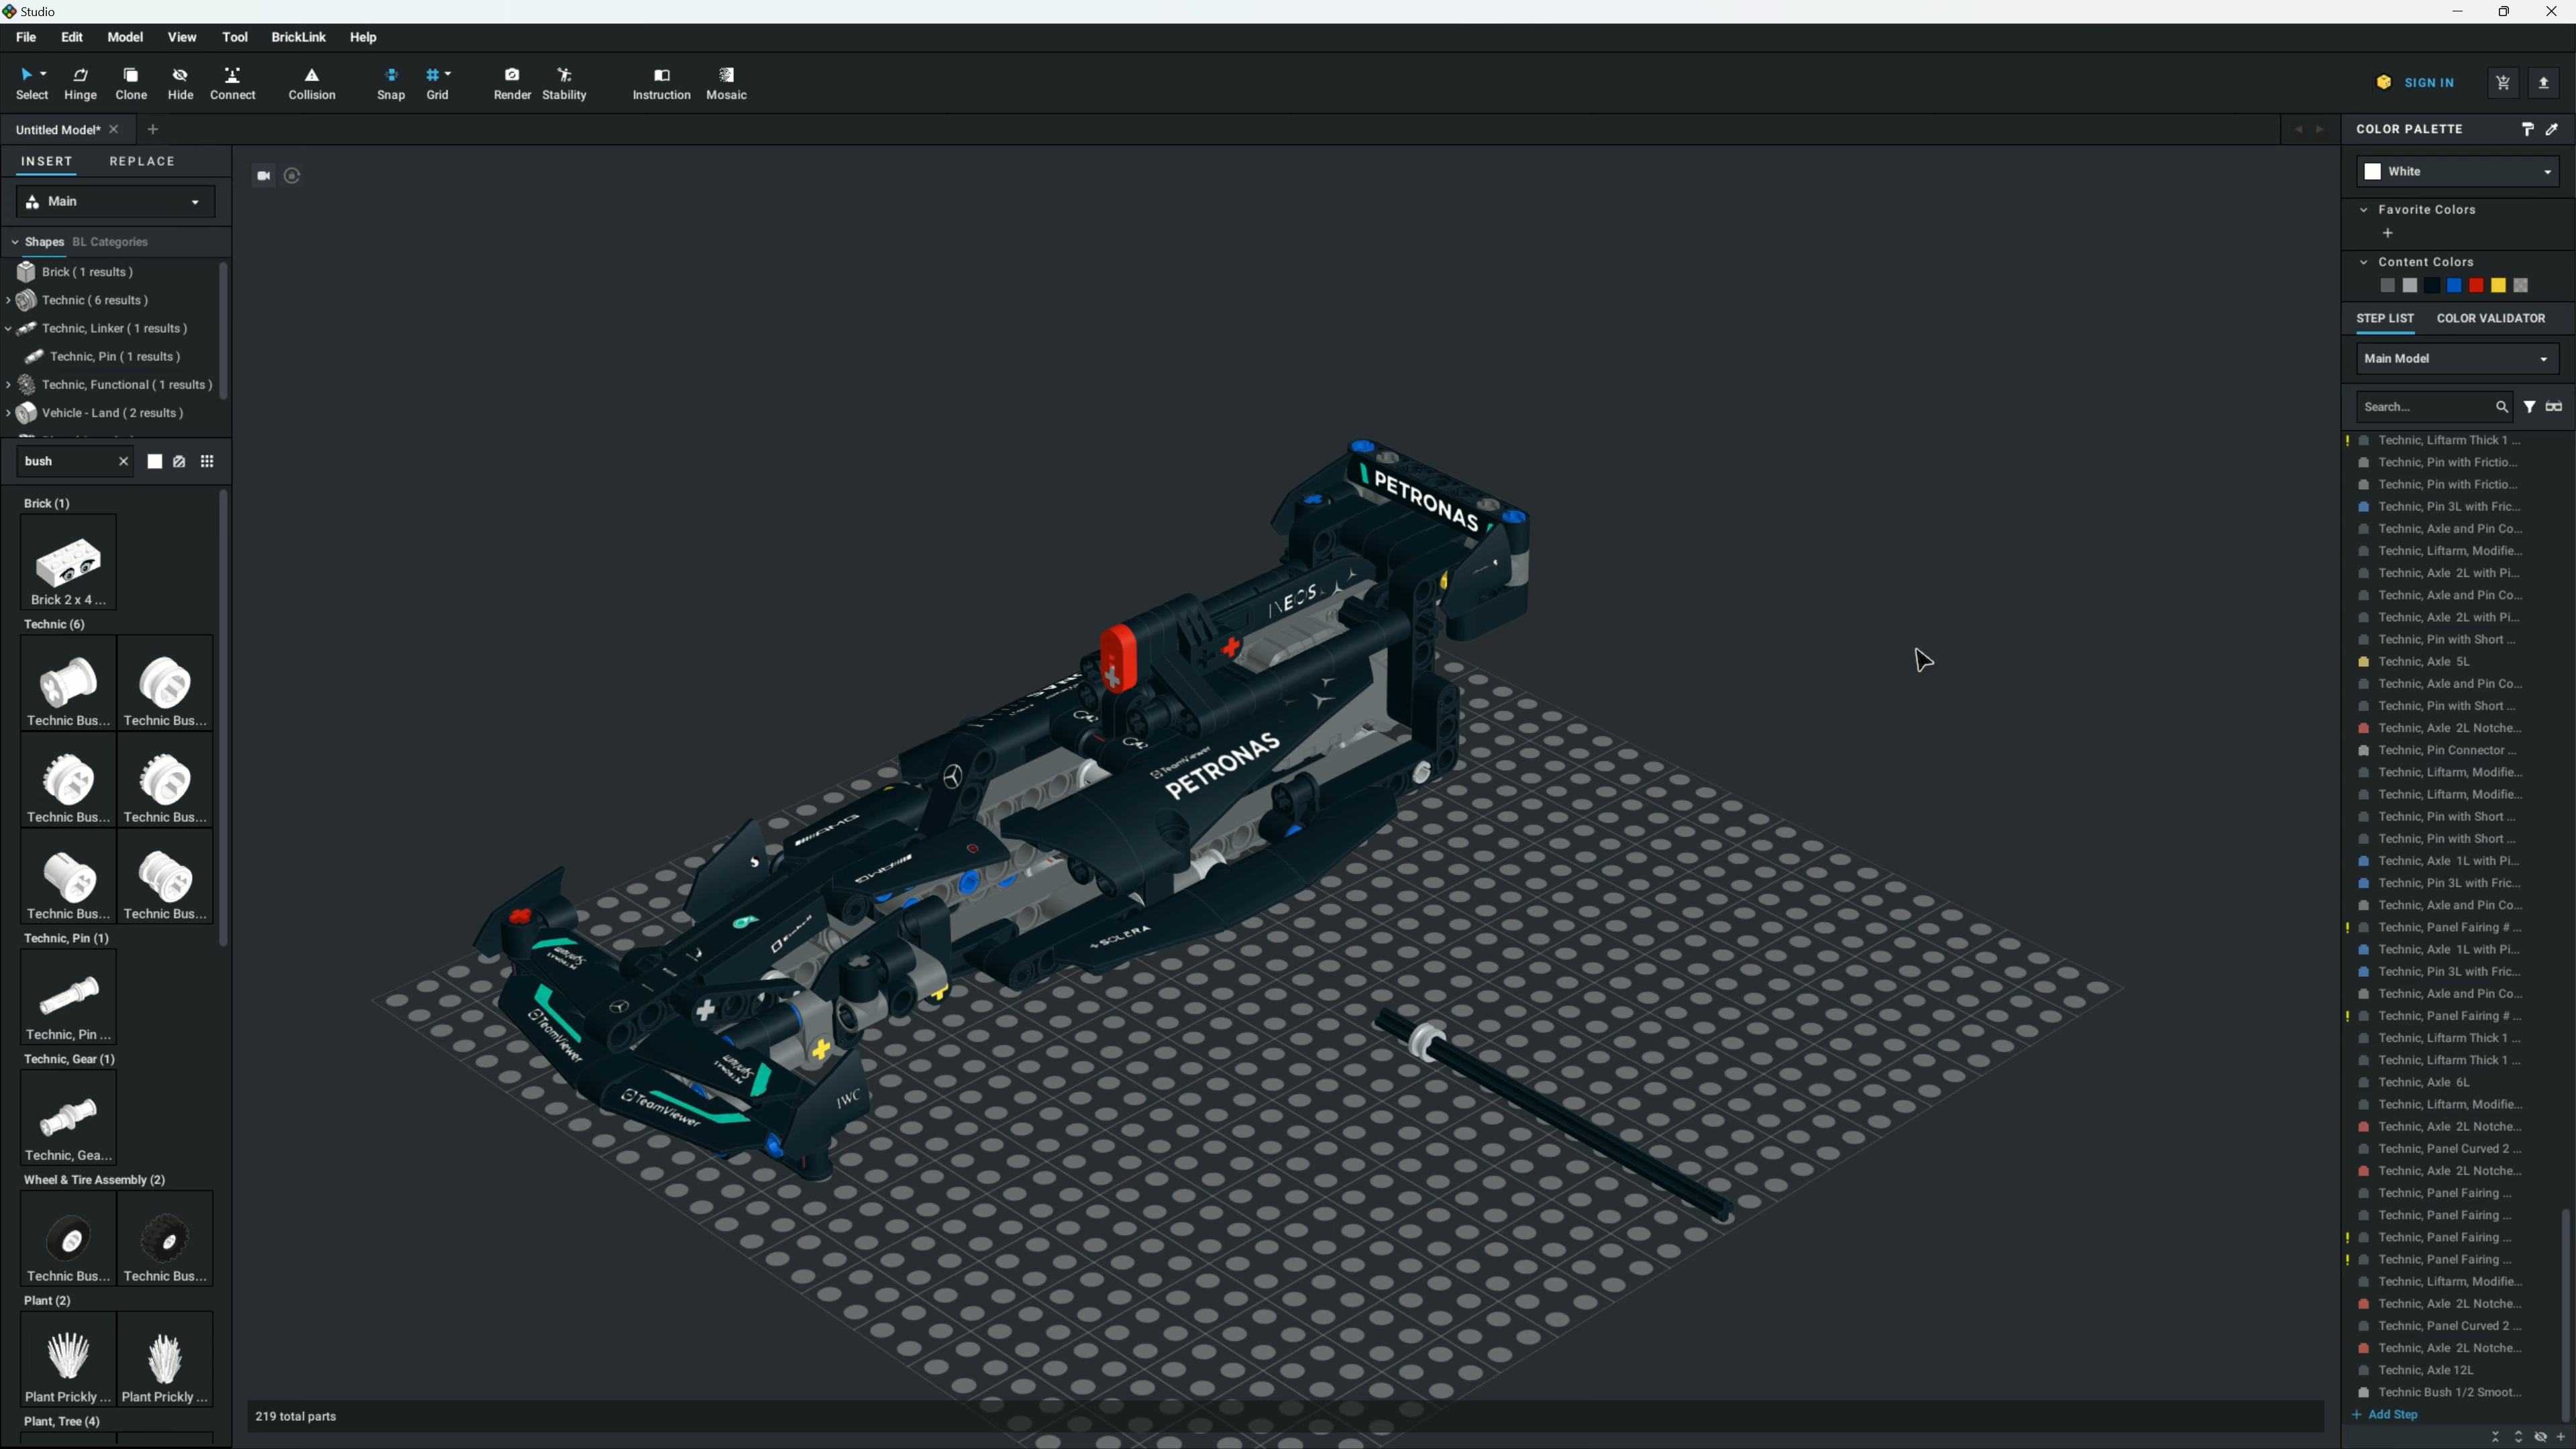 Studio
File Edit Model View Tool BrickLink Help
Select Hinge Clone Hide Connect Collision Snap Grid Render Stability Instruction Mosaic
SIGN IN
Untitled Model*
INSERT REPLACE
Main
Shapes BL Categories
Brick ( 1 results )
Technic ( 6 results )
Technic, Linker ( 1 results )
Technic, Pin ( 1 results )
Technic, Functional ( 1 results )
Vehicle - Land ( 2 results )
bush
Brick (1)
Brick 2 x 4 ...
Technic (6)
Technic Bus... Technic Bus...
Technic Bus... Technic Bus...
Technic Bus... Technic Bus...
Technic, Pin (1)
Technic, Pin ...
Technic, Gear (1)
Technic, Gea...
Wheel & Tire Assembly (2)
Technic Bus... Technic Bus...
Plant (2)
Plant Prickly ... Plant Prickly ...
Plant, Tree (4)
PETRONAS
INEOS
TeamViewer
PETRONAS
AMG
AMG
SOLERA
IWC
TeamViewer
TeamViewer
219 total parts
COLOR PALETTE
White
Favorite Colors
+
Content Colors
STEP LIST COLOR VALIDATOR
Main Model
Search...
! Technic, Liftarm Thick 1 ...
Technic, Pin with Frictio...
Technic, Pin with Frictio...
Technic, Pin 3L with Fric...
Technic, Axle and Pin Co...
Technic, Liftarm, Modifie...
Technic, Axle 2L with Pi...
Technic, Axle and Pin Co...
Technic, Axle 2L with Pi...
Technic, Pin with Short ...
Technic, Axle 5L
Technic, Axle and Pin Co...
Technic, Pin with Short ...
Technic, Axle 2L Notche...
Technic, Pin Connector ...
Technic, Liftarm, Modifie...
Technic, Liftarm, Modifie...
Technic, Pin with Short ...
Technic, Pin with Short ...
Technic, Axle 1L with Pi...
Technic, Pin 3L with Fric...
Technic, Axle and Pin Co...
! Technic, Panel Fairing # ...
Technic, Axle 1L with Pi...
Technic, Pin 3L with Fric...
Technic, Axle and Pin Co...
! Technic, Panel Fairing # ...
Technic, Liftarm Thick 1 ...
Technic, Liftarm Thick 1 ...
Technic, Axle 6L
Technic, Liftarm, Modifie...
Technic, Axle 2L Notche...
Technic, Panel Curved 2 ...
Technic, Axle 2L Notche...
Technic, Panel Fairing ...
Technic, Panel Fairing ...
! Technic, Panel Fairing ...
! Technic, Panel Fairing ...
Technic, Liftarm, Modifie...
Technic, Axle 2L Notche...
Technic, Panel Curved 2 ...
Technic, Axle 2L Notche...
Technic, Axle 12L
Technic Bush 1/2 Smoot...
+ Add Step